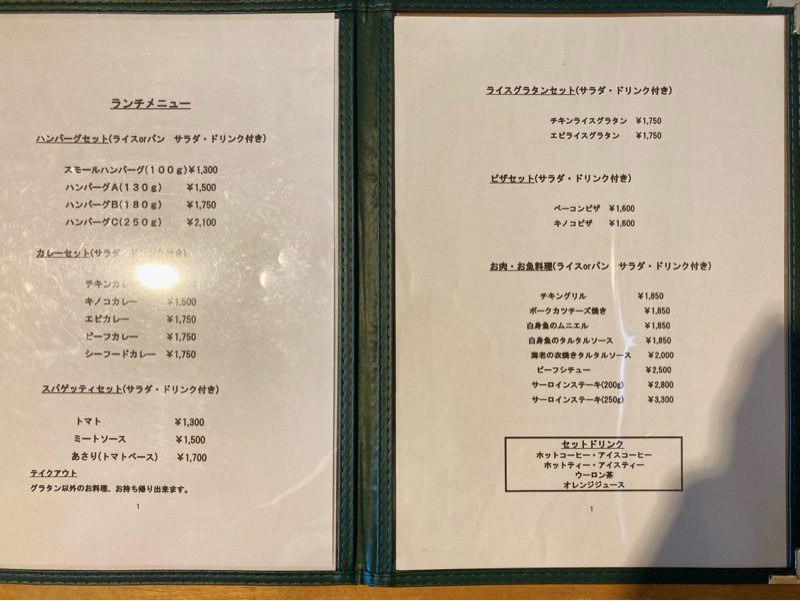 ランチメニュー
ハンバーグセット(ライスorパン　サラダ・ドリンク付き)
スモールハンバーグ(１００ｇ)¥1,300
ハンバーグA(１３０ｇ)　¥1,500
ハンバーグB(１８０ｇ)　¥1,750
ハンバーグC(２５０ｇ)　¥2,100
カレーセット(サラダ・ドリンク付き)
チキンカレー
キノコカレー　¥1,500
エビカレー　¥1,750
ビーフカレー　¥1,750
シーフードカレー　¥1,750
スパゲッティセット(サラダ・ドリンク付き)
トマト　¥1,300
ミートソース　¥1,500
あさり(トマトベース)　¥1,700
テイクアウト
グラタン以外のお料理、お持ち帰り出来ます。
1
ライスグラタンセット(サラダ・ドリンク付き)
チキンライスグラタン　¥1,750
エビライスグラタン　¥1,750
ピザセット(サラダ・ドリンク付き)
ベーコンピザ　¥1,600
キノコピザ　¥1,600
お肉・お魚料理(ライスorパン　サラダ・ドリンク付き)
チキングリル　¥1,850
ポークカツチーズ焼き　¥1,850
白身魚のムニエル　¥1,850
白身魚のタルタルソース　¥1,850
海老の衣焼きタルタルソース　¥2,000
ビーフシチュー　¥2,500
サーロインステーキ(200g)　¥2,800
サーロインステーキ(250g)　¥3,300
セットドリンク
ホットコーヒー・アイスコーヒー
ホットティー・アイスティー
ウーロン茶
オレンジジュース
1